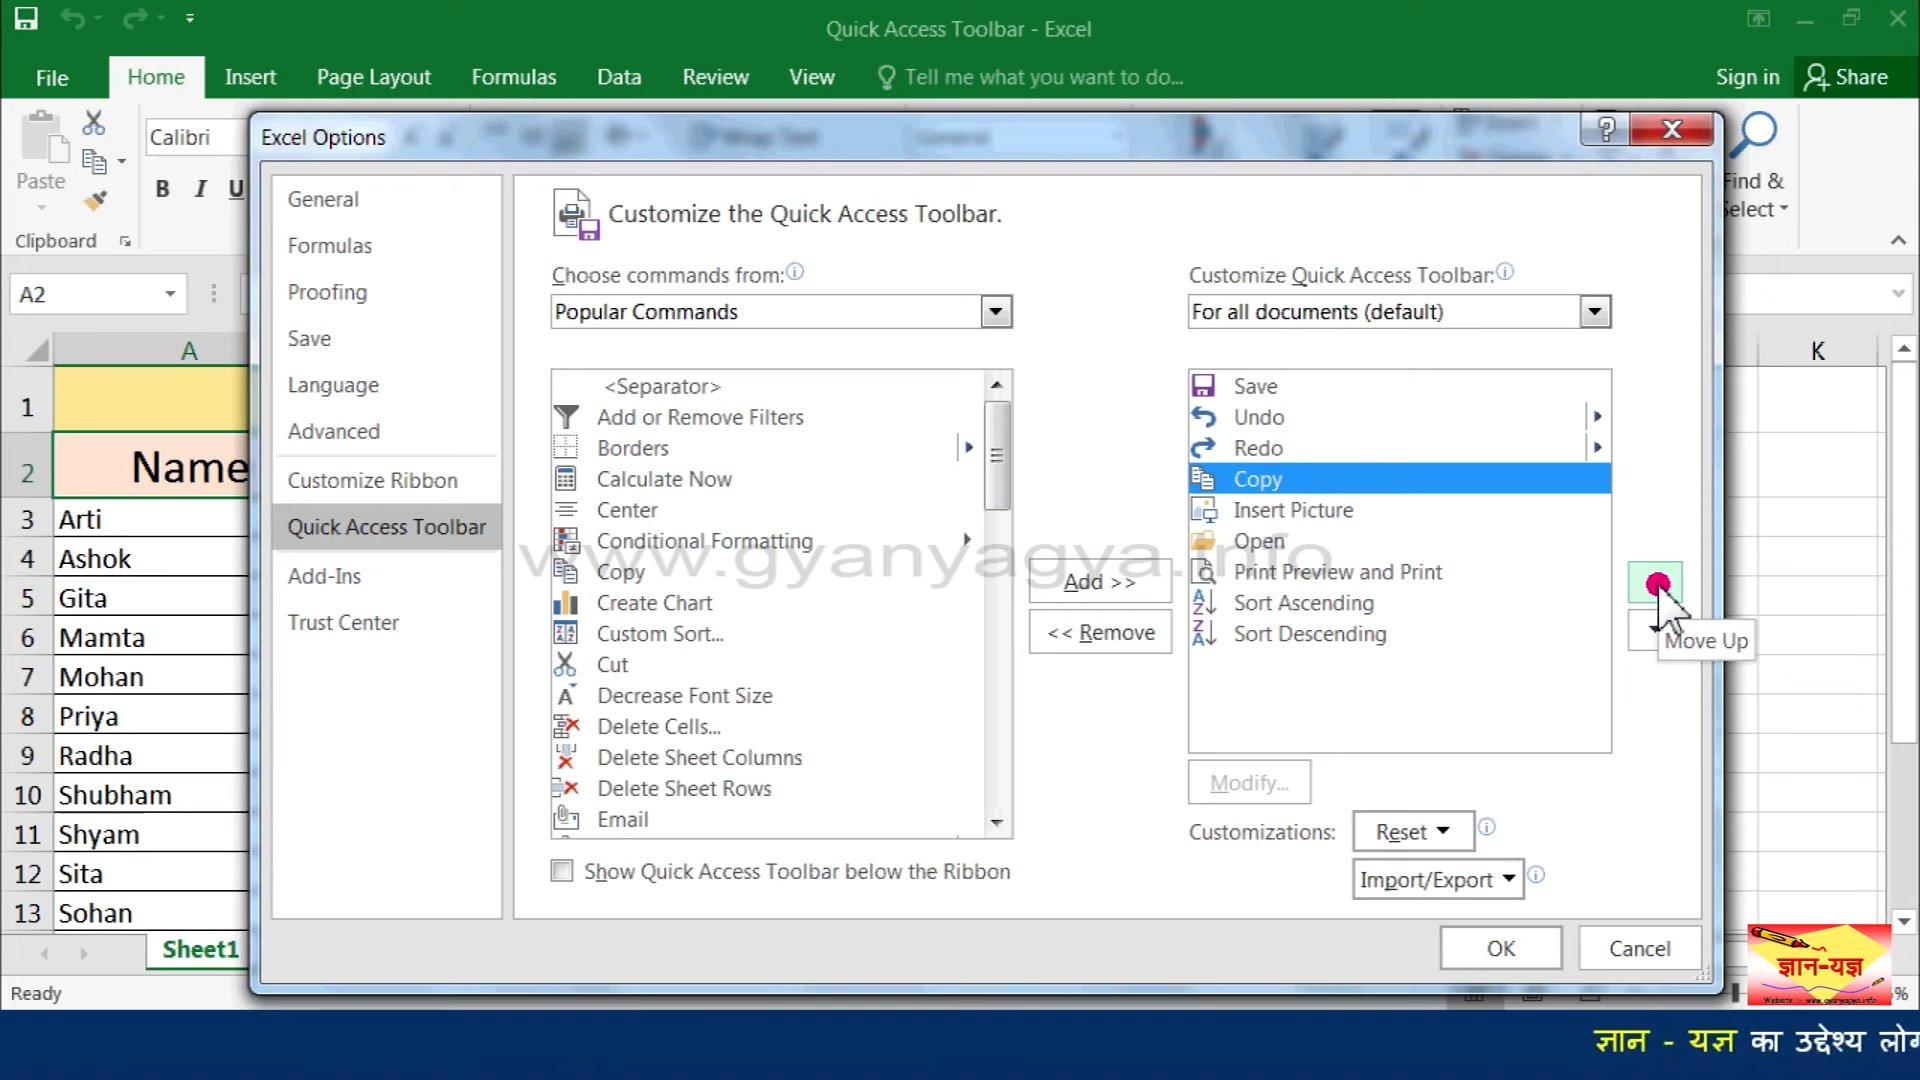 Quick Access Toolbar - Excel
File Home Insert Page Layout Formulas Data Review View Tell me what you want to do... Sign in Share
Excel Options
Calibri
Paste
B I U
Clipboard
Find &
Select
A2
A K
1
2 Name
3 Arti
4 Ashok
5 Gita
6 Mamta
7 Mohan
8 Priya
9 Radha
10 Shubham
11 Shyam
12 Sita
13 Sohan
Sheet1
Ready
General
Formulas
Proofing
Save
Language
Advanced
Customize Ribbon
Quick Access Toolbar
Add-Ins
Trust Center
Customize the Quick Access Toolbar.
Choose commands from:
Popular Commands
<Separator>
Add or Remove Filters
Borders
Calculate Now
Center
Conditional Formatting
Copy
Create Chart
Custom Sort...
Cut
Decrease Font Size
Delete Cells...
Delete Sheet Columns
Delete Sheet Rows
Email
Show Quick Access Toolbar below the Ribbon
Add >>
<< Remove
Customize Quick Access Toolbar:
For all documents (default)
Save
Undo
Redo
Copy
Insert Picture
Open
Print Preview and Print
Sort Ascending
Sort Descending
Move Up
Modify...
Customizations: Reset
Import/Export
OK Cancel
www.gyanyagya.info
ज्ञान-यज्ञ
Website :- www.gyanyagya.info
ज्ञान - यज्ञ का उद्देश्य